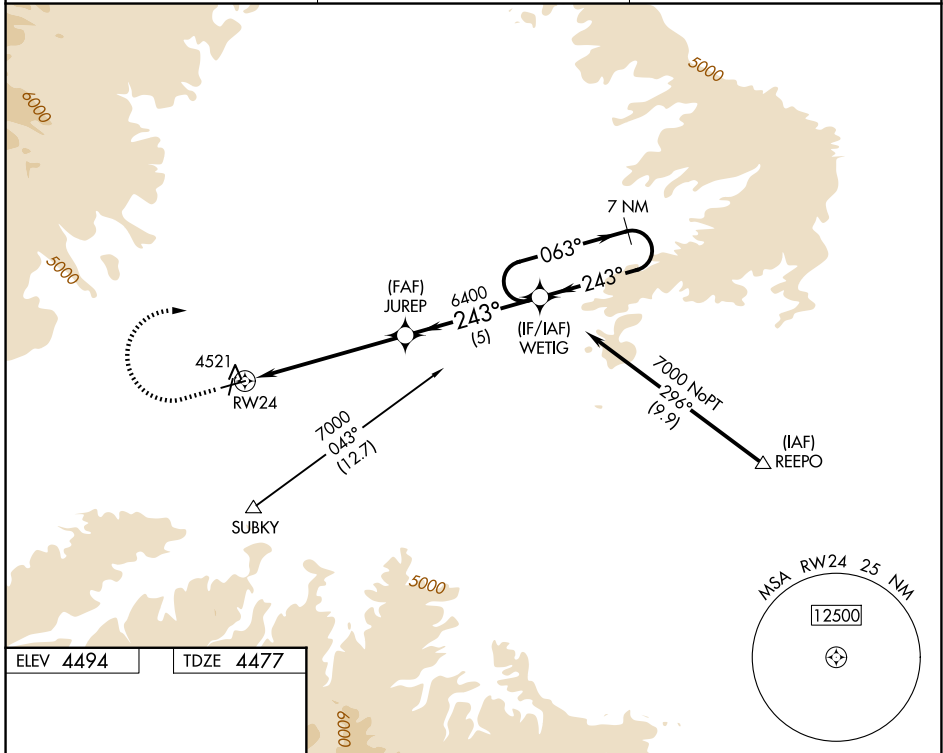 5000
6000
7 NM
063°
243°
5000
(FAF)
JUREP
6400
243°
(5)
(IF/IAF)
WETIG
4521
RW24
7000 NoPT
296°
(9.9)
7000
043°
(12.7)
(IAF)
REEPO
SUBKY
5000
MSA RW24 25 NM
12500
ELEV 4494
TDZE 4477
6000